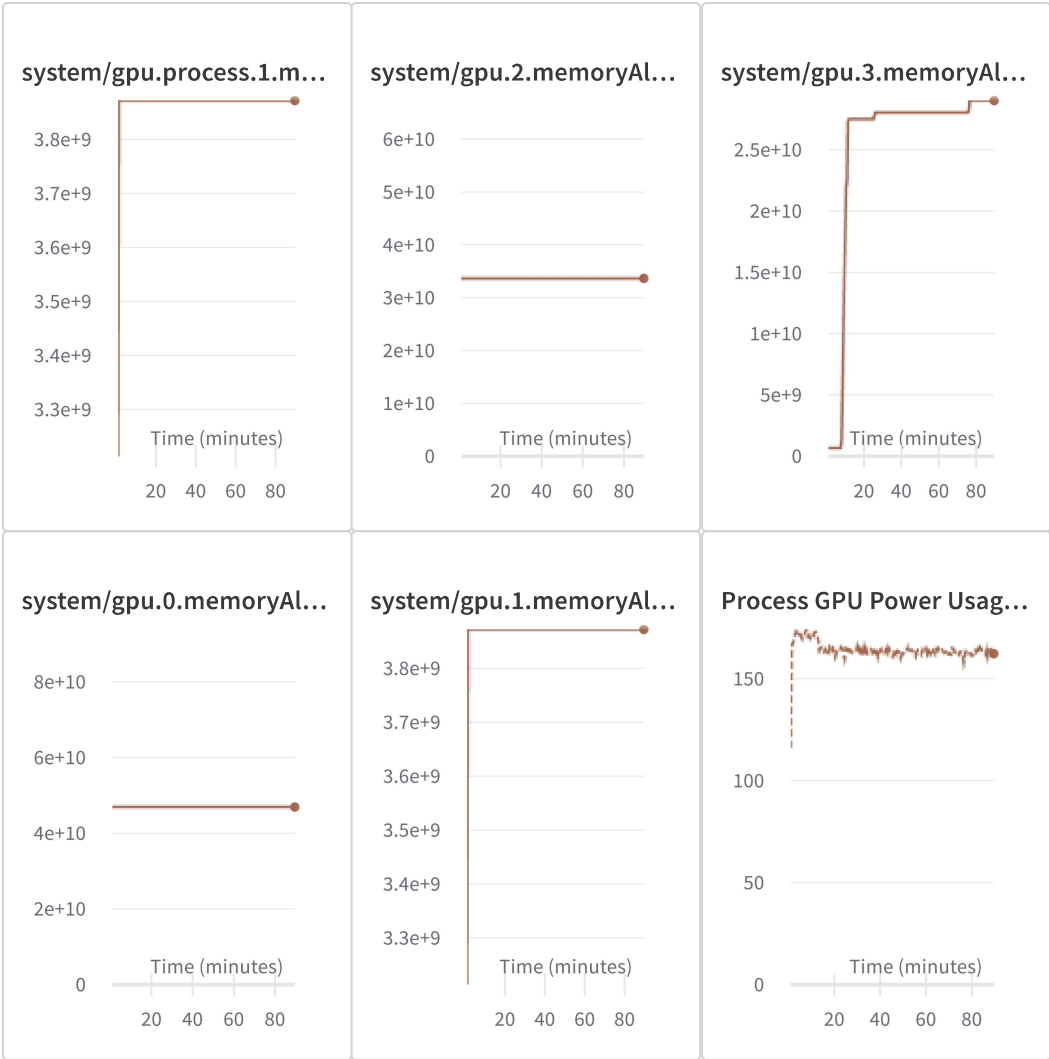 system/gpu.process.1.m...
3.8e+9
3.7e+9
3.6e+9
3.5e+9
3.4e+9
3.3e+9
Time (minutes)
20 40 60 80
system/gpu.2.memoryAl...
6e+10
5e+10
4e+10
3e+10
2e+10
1e+10
0
Time (minutes)
20 40 60 80
system/gpu.3.memoryAl...
2.5e+10
2e+10
1.5e+10
1e+10
5e+9
0
Time (minutes)
20 40 60 80
system/gpu.0.memoryAl...
8e+10
6e+10
4e+10
2e+10
0
Time (minutes)
20 40 60 80
system/gpu.1.memoryAl...
3.8e+9
3.7e+9
3.6e+9
3.5e+9
3.4e+9
3.3e+9
Time (minutes)
20 40 60 80
Process GPU Power Usag...
150
100
50
0
Time (minutes)
20 40 60 80